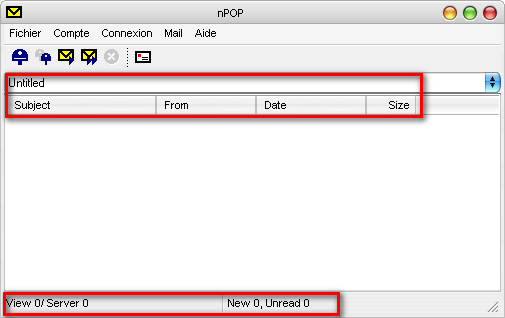 nPOP
Fichier Compte Connexion Mail Aide
Untitled
Subject From Date Size
View 0/ Server 0 New 0, Unread 0